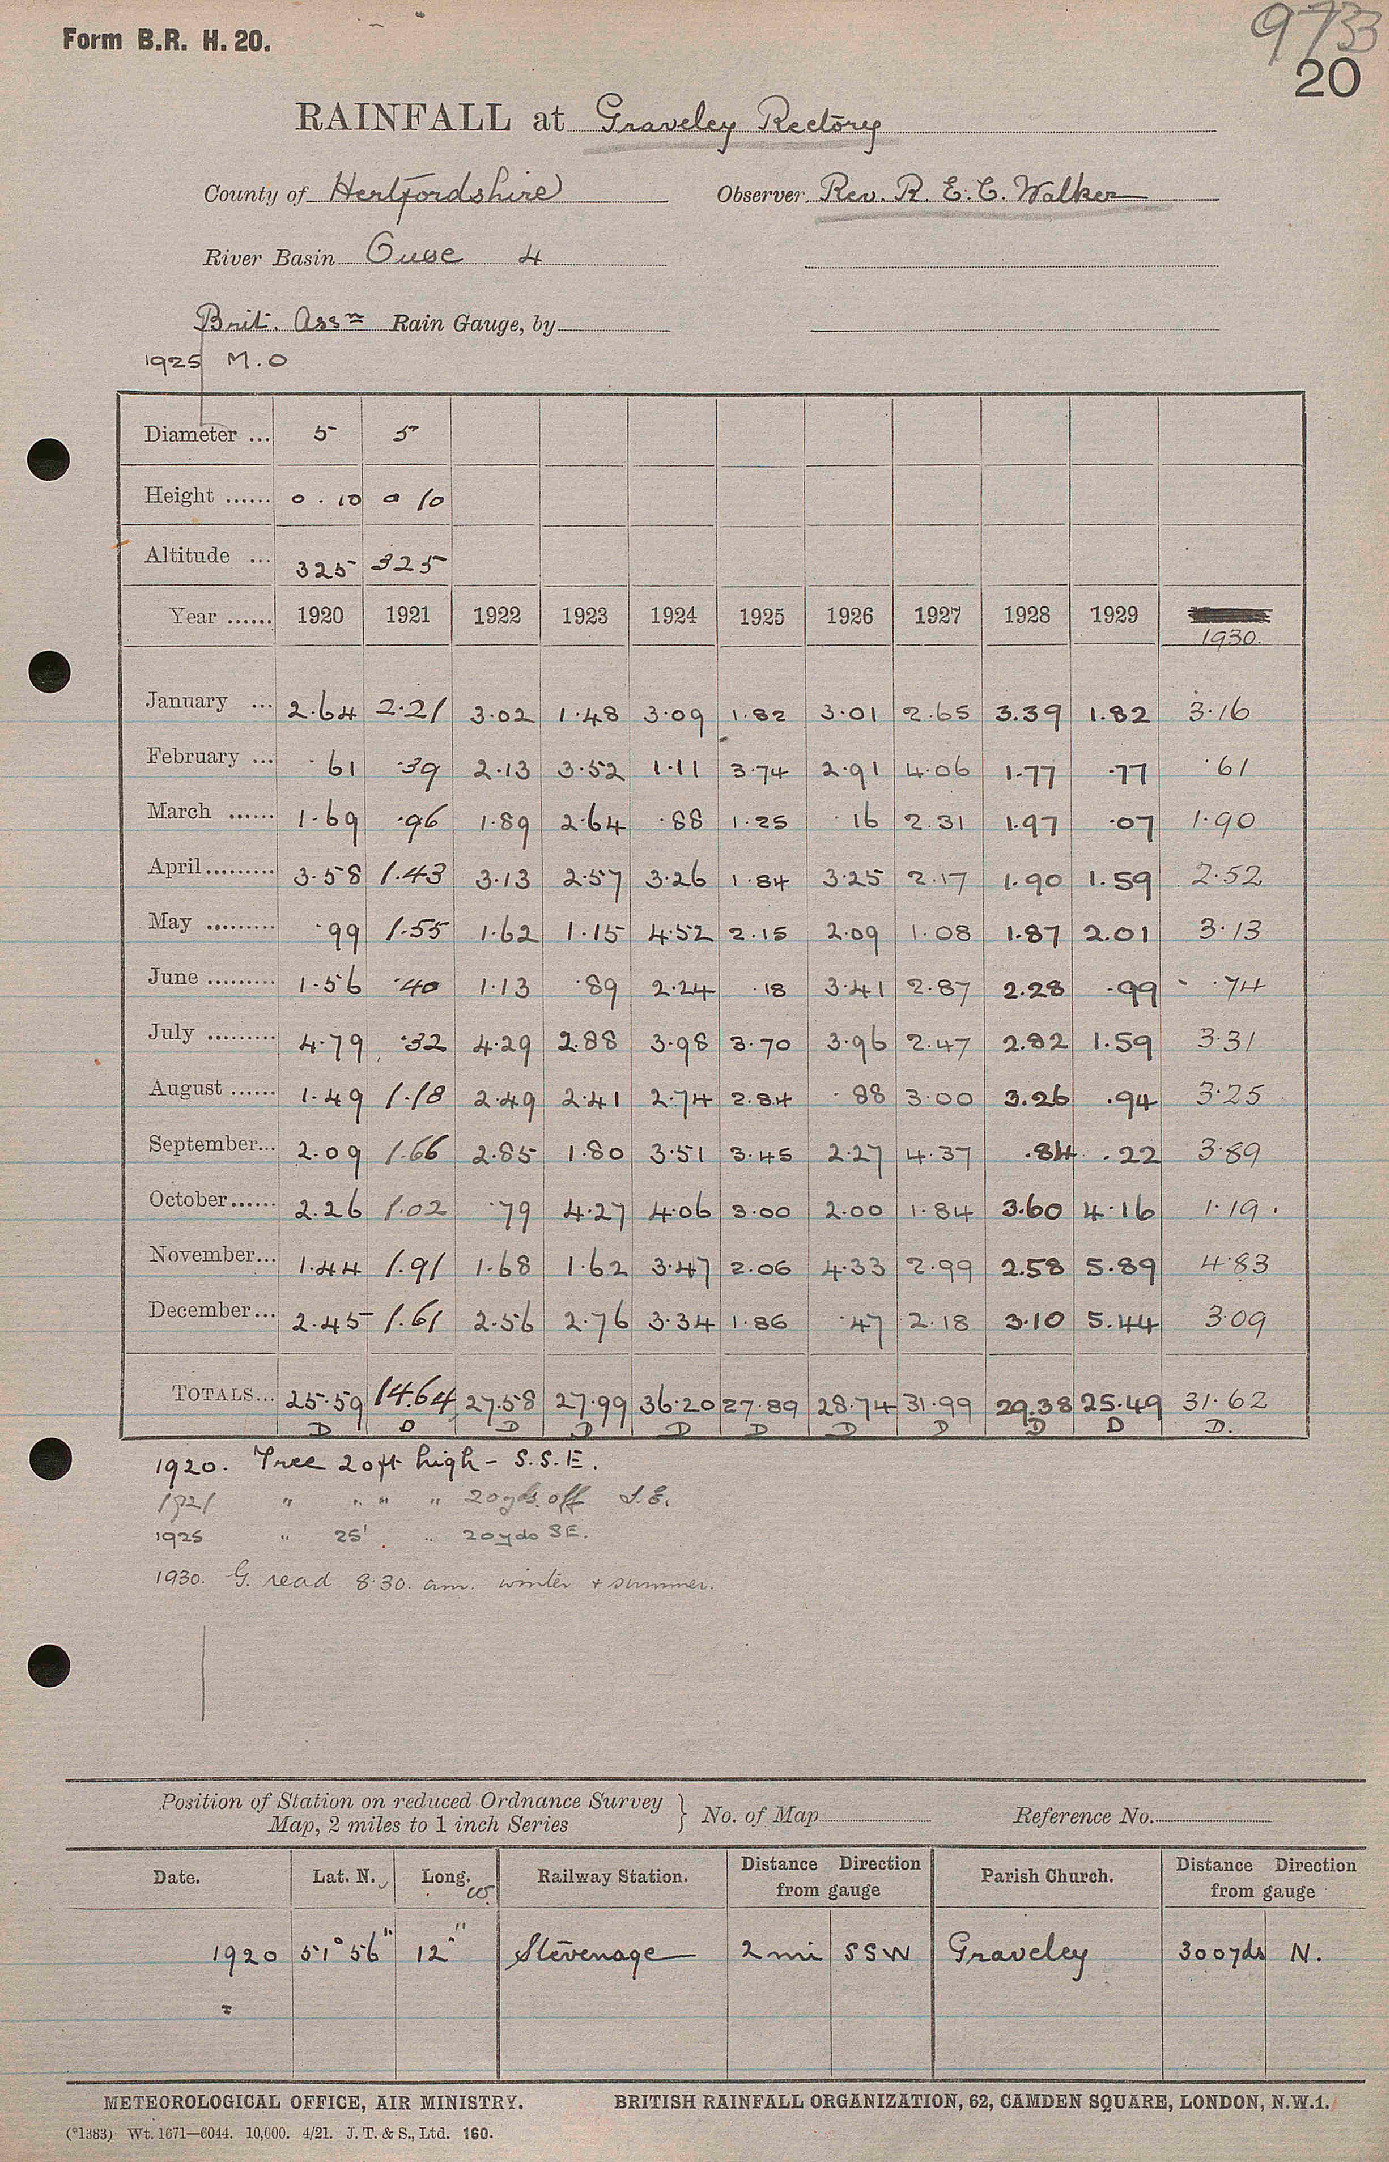 Form B.R. H. 20.
9733
20
RAINFALL at Graveley Rectory
County of Hertfordshire Observer Rev. R. E. C. Walker
River Basin Ouse 4
Brit. Assn Rain Gauge, by
1925 M.O
Diameter ... 5 5
Height ...... 0 . 10 0 10
Altitude ... 325 325
Year ...... 1920 1921 1922 1923 1924 1925 1926 1927 1928 1929 1930.
January ... 2.64 2.21 3.02 1.48 3.09 1.82 3.01 2.65 3.39 1.82 3.16
February ... .61 .39 2.13 3.52 1.11 3.74 2.91 4.06 1.77 .77 .61
March ...... 1.69 .96 1.89 2.64 .88 1.25 .16 2.31 1.97 .07 1.90
April ......... 3.58 1.43 3.13 2.57 3.26 1.84 3.25 2.17 1.90 1.59 2.52
May ......... .99 1.55 1.62 1.15 4.52 2.15 2.09 1.08 1.87 2.01 3.13
June ......... 1.56 .40 1.13 .89 2.24 .18 3.41 2.87 2.28 .99 .74
July ......... 4.79 .32 4.29 2.88 3.98 3.70 3.96 2.47 2.82 1.59 3.31
August ...... 1.49 1.18 2.49 2.41 2.74 2.84 .88 3.00 3.26 .94 3.25
September... 2.09 1.66 2.85 1.80 3.51 3.45 2.27 4.37 .84 .22 3.89
October...... 2.26 1.02 .79 4.27 4.06 3.00 2.00 1.84 3.60 4.16 1.19.
November... 1.44 1.91 1.68 1.62 3.47 2.06 4.33 2.99 2.58 5.89 4.83
December... 2.45 1.61 2.56 2.76 3.34 1.86 .47 2.18 3.10 5.44 3.09
TOTALS... 25.59 14.64 27.58 27.99 36.20 27.89 28.74 31.99 29.38 25.49 31.62
D D D D D D D D D D D.
1920. Tree 20ft high - S.S.E.
1921 " " " " 20yds. off S.E.
1925 " 25' " 20yds SE.
1930. G. read 8.30. am. winter + summer.
Position of Station on reduced Ordnance Survey
Map, 2 miles to 1 inch Series } No. of Map Reference No.
Date. Lat. N. Long. W. Railway Station. Distance Direction from gauge Parish Church. Distance Direction from gauge
1920 51° 56" 12" Stevenage 2 mi SSW Graveley 300yds N.
METEOROLOGICAL OFFICE, AIR MINISTRY. BRITISH RAINFALL ORGANIZATION, 62, CAMDEN SQUARE, LONDON, N.W.1.
(*1383) Wt. 1671—6044. 10,000. 4/21. J. T. & S., Ltd. 160.